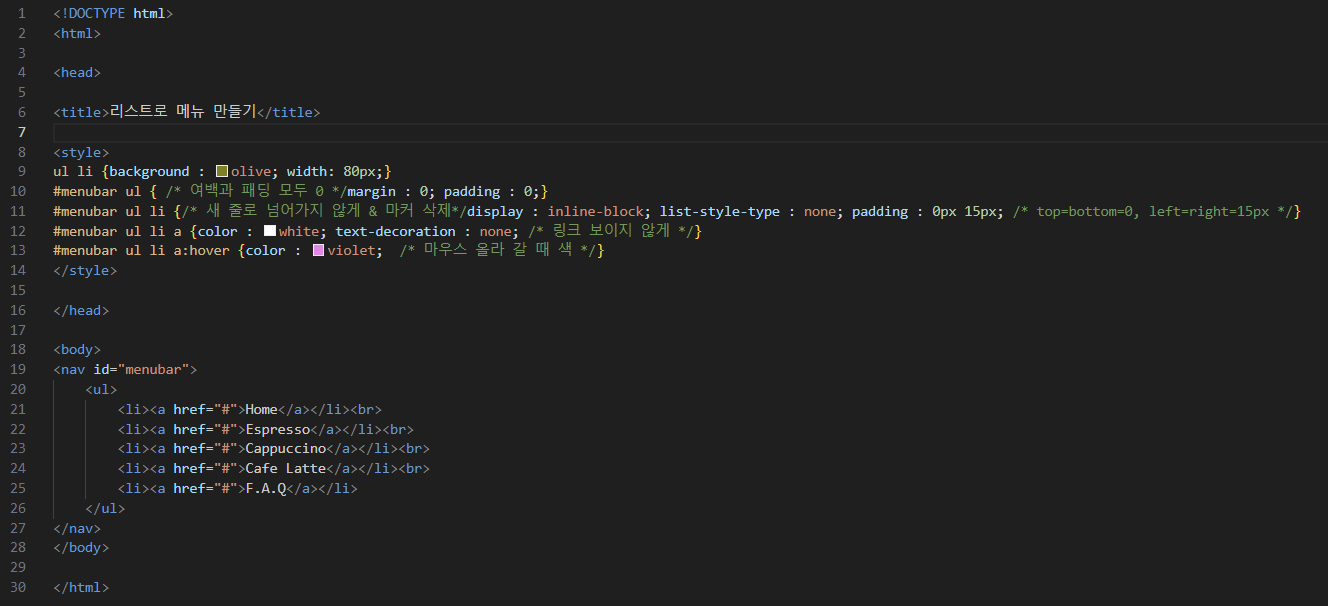 1 <!DOCTYPE html>
2 <html>
3
4 <head>
5
6 <title>리스트로 메뉴 만들기</title>
7
8 <style>
9 ul li {background : olive; width: 80px;}
10 #menubar ul { /* 여백과 패딩 모두 0 */margin : 0; padding : 0;}
11 #menubar ul li {/* 새 줄로 넘어가지 않게 & 마커 삭제*/display : inline-block; list-style-type : none; padding : 0px 15px; /* top=bottom=0, left=right=15px */}
12 #menubar ul li a {color : white; text-decoration : none; /* 링크 보이지 않게 */}
13 #menubar ul li a:hover {color : violet;  /* 마우스 올라 갈 때 색 */}
14 </style>
15
16 </head>
17
18 <body>
19 <nav id="menubar">
20     <ul>
21         <li><a href="#">Home</a></li><br>
22         <li><a href="#">Espresso</a></li><br>
23         <li><a href="#">Cappuccino</a></li><br>
24         <li><a href="#">Cafe Latte</a></li><br>
25         <li><a href="#">F.A.Q</a></li>
26     </ul>
27 </nav>
28 </body>
29
30 </html>